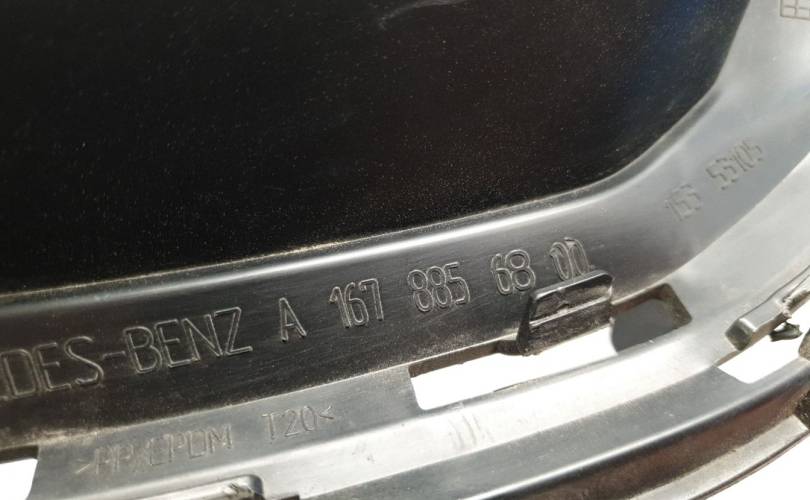 DES-BENZ A 167 885 68 00
>PP/EPDM T20<